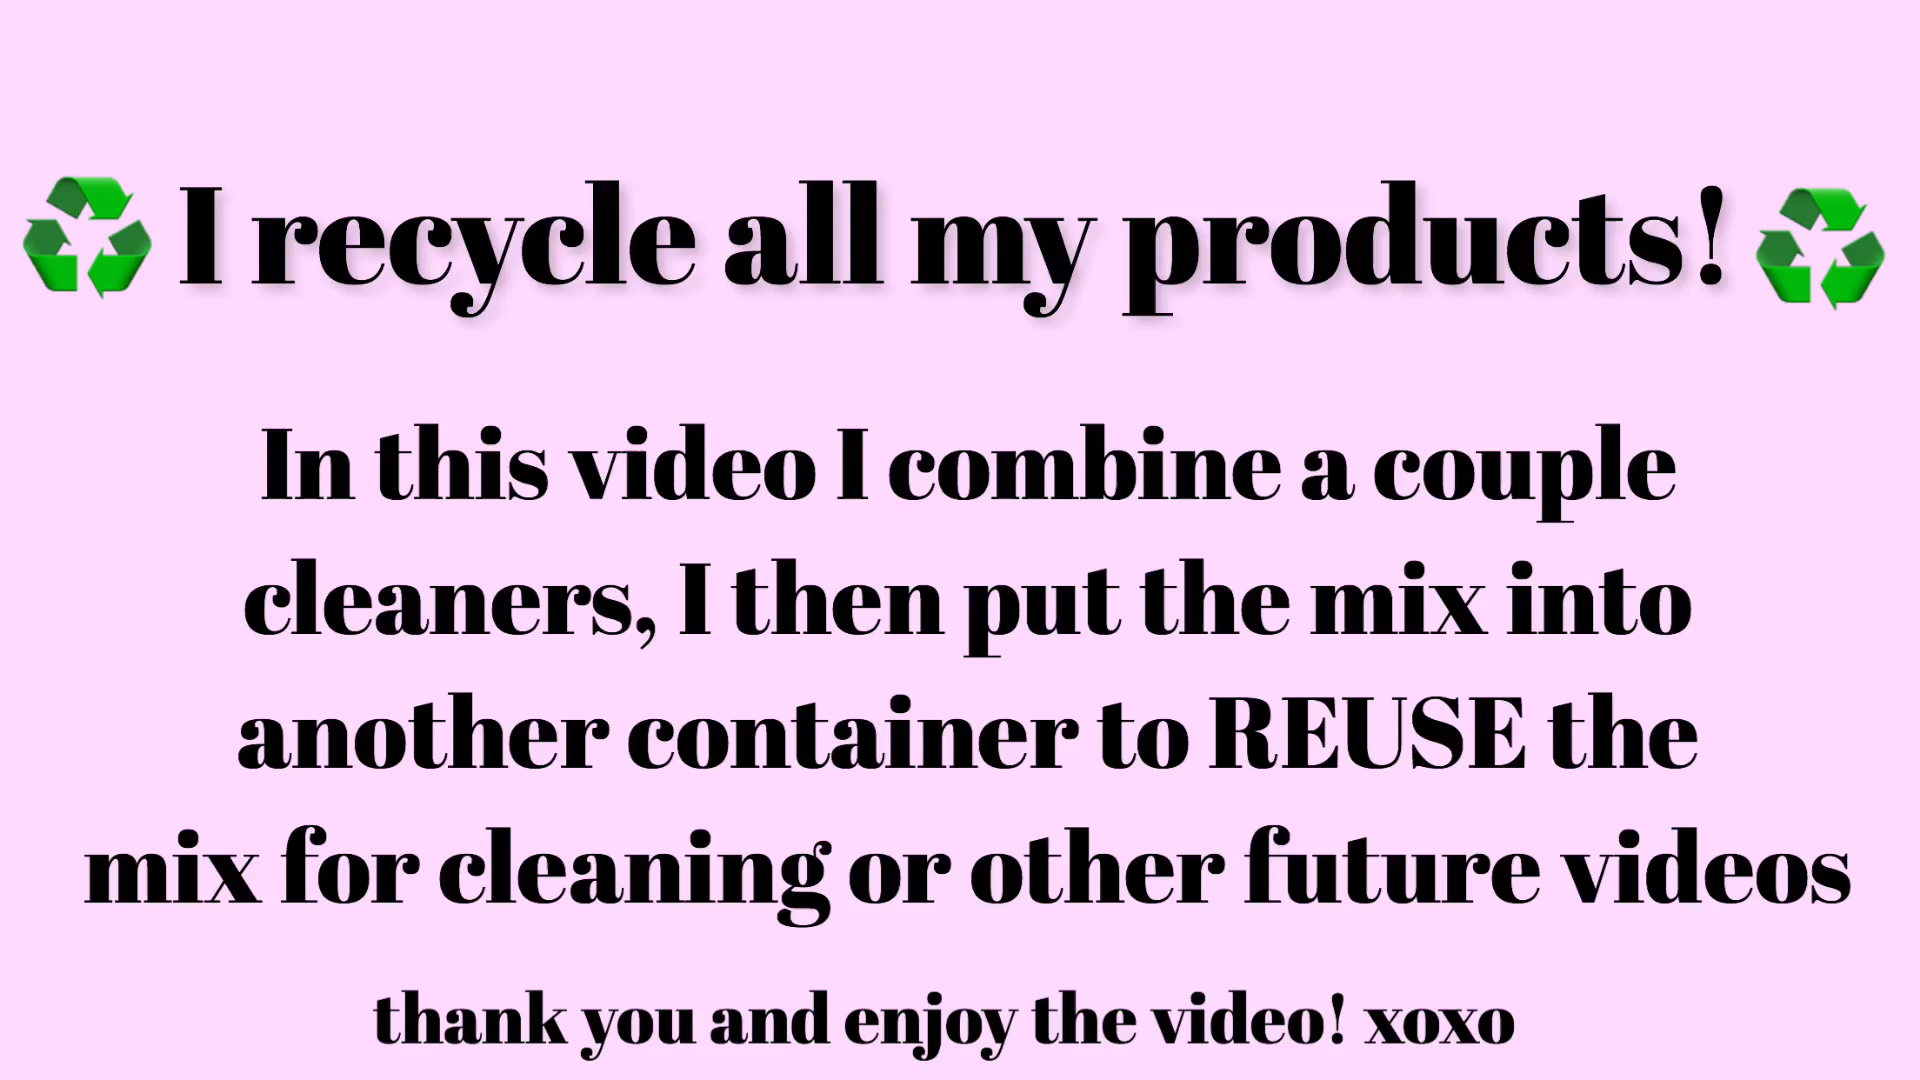 ♻️ I recycle all my products! ♻️
In this video I combine a couple
cleaners, I then put the mix into
another container to REUSE the
mix for cleaning or other future videos
thank you and enjoy the video! xoxo